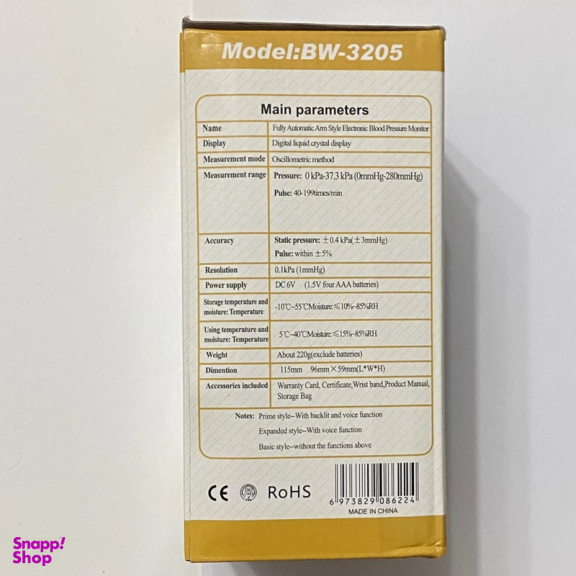 Model:BW-3205
Main parameters
Name Fully Automatic Arm Style Electronic Blood Pressure Monitor
Display Digital liquid crystal display
Measurement mode Oscillometric method
Measurement range Pressure: 0 kPa-37.3 kPa (0mmHg-280mmHg)
Pulse: 40-199times/min
Accuracy Static pressure: ±0.4 kPa(±3mmHg)
Pulse: within ±5%
Resolution 0.1kPa (1mmHg)
Power supply DC 6V (1.5V four AAA batteries)
Storage temperature and
moisture: Temperature -10℃~55℃Moisture:≤10%~85%RH
Using temperature and
moisture: Temperature 5℃~40℃Moisture:≤15%~85%RH
Weight About 220g(exclude batteries)
Dimention 115mm 96mm×59mm(L*W*H)
Accessories included Warranty Card, Certificate,Wrist band,Product Manual,
Storage Bag
Notes: Prime style--With backlit and voice function
Expanded style--With voice function
Basic style--without the functions above
CE RoHS
6 973829 086224
MADE IN CHINA
Snapp!
Shop